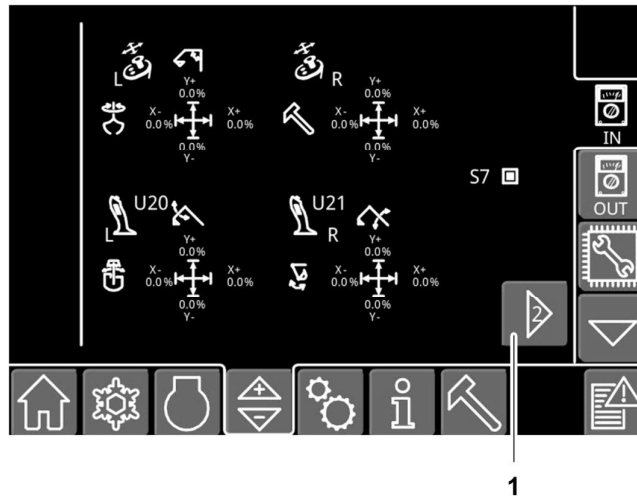 L
R
Y+
0.0%
X-
0.0%
X+
0.0%
0.0%
Y-
Y+
0.0%
X-
0.0%
X+
0.0%
0.0%
Y-
IN
S7
OUT
U20
L
U21
R
Y+
0.0%
X-
0.0%
X+
0.0%
0.0%
Y-
Y+
0.0%
X-
0.0%
X+
0.0%
0.0%
Y-
2
1